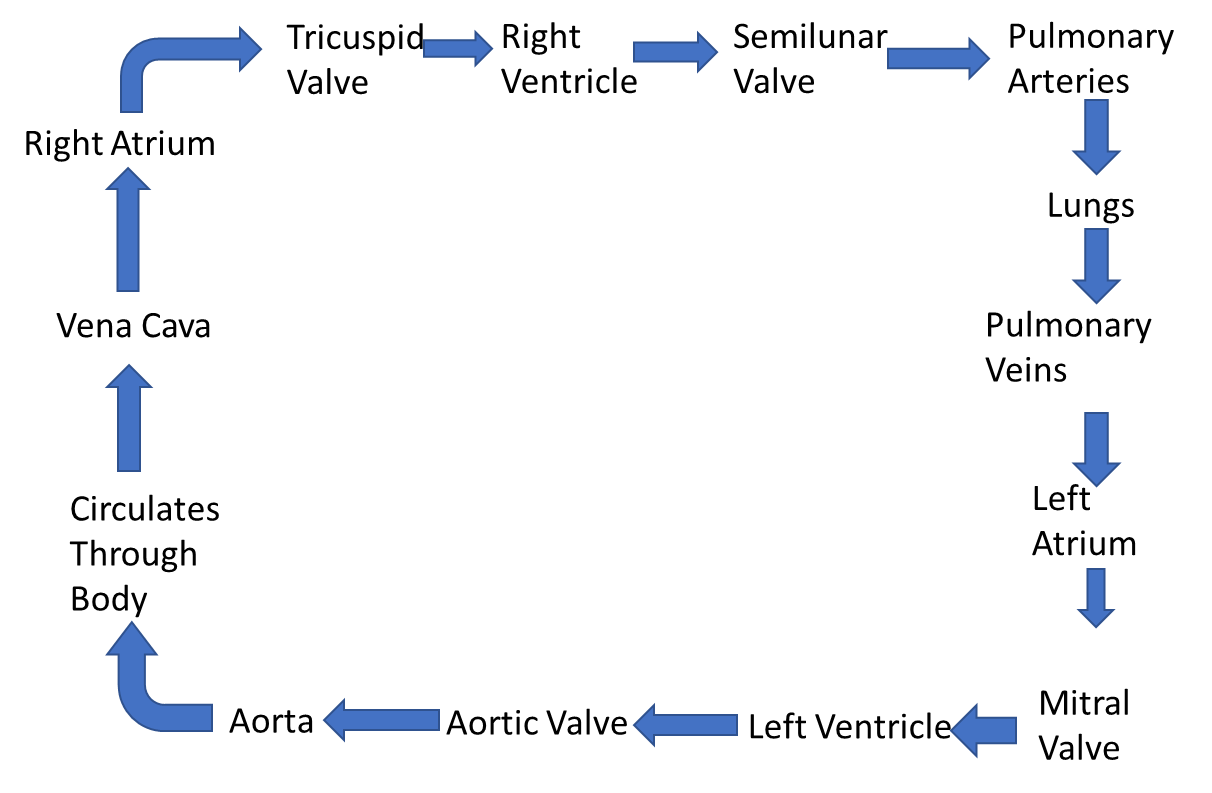 Tricuspid
Valve
Right
Ventricle
Semilunar
Valve
Pulmonary
Arteries
Lungs
Pulmonary
Veins
Left
Atrium
Mitral
Valve
Left Ventricle
Aortic Valve
Aorta
Circulates
Through
Body
Vena Cava
Right Atrium